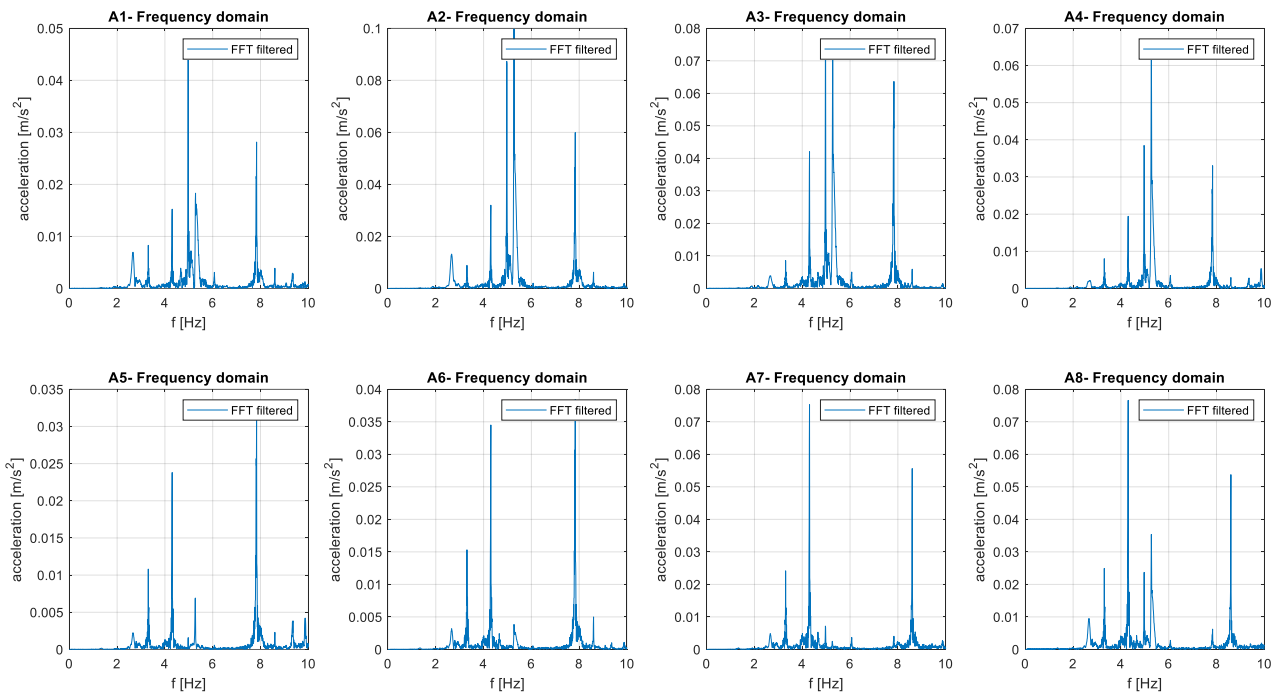 A1- Frequency domain
0.05
0.04
0.03
0.02
0.01
0
acceleration [m/s2]
FFT filtered
0 2 4 6 8 10
f [Hz]
A2- Frequency domain
0.1
0.08
0.06
0.04
0.02
0
acceleration [m/s2]
FFT filtered
0 2 4 6 8 10
f [Hz]
A3- Frequency domain
0.08
0.07
0.06
0.05
0.04
0.03
0.02
0.01
0
acceleration [m/s2]
FFT filtered
0 2 4 6 8 10
f [Hz]
A4- Frequency domain
0.07
0.06
0.05
0.04
0.03
0.02
0.01
0
acceleration [m/s2]
FFT filtered
0 2 4 6 8 10
f [Hz]
A5- Frequency domain
0.035
0.03
0.025
0.02
0.015
0.01
0.005
0
acceleration [m/s2]
FFT filtered
0 2 4 6 8 10
f [Hz]
A6- Frequency domain
0.04
0.035
0.03
0.025
0.02
0.015
0.01
0.005
0
acceleration [m/s2]
FFT filtered
0 2 4 6 8 10
f [Hz]
A7- Frequency domain
0.08
0.07
0.06
0.05
0.04
0.03
0.02
0.01
0
acceleration [m/s2]
FFT filtered
0 2 4 6 8 10
f [Hz]
A8- Frequency domain
0.08
0.07
0.06
0.05
0.04
0.03
0.02
0.01
0
acceleration [m/s2]
FFT filtered
0 2 4 6 8 10
f [Hz]